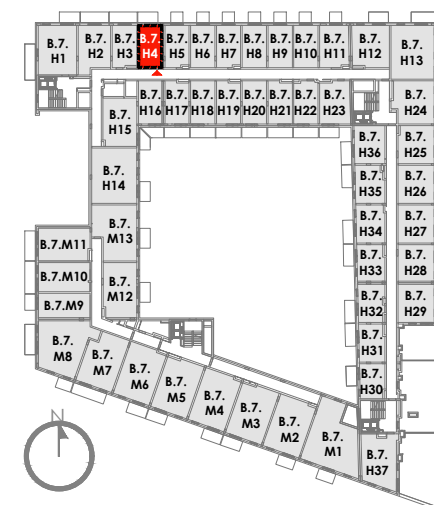 B.7.
H1
B.7.
H2
B.7.
H3
B.7.
H4
B.7.
H5
B.7.
H6
B.7.
H7
B.7.
H8
B.7.
H9
B.7.
H10
B.7.
H11
B.7.
H12
B.7.
H13
B.7.
H16
B.7.
H17
B.7.
H18
B.7.
H19
B.7.
H20
B.7.
H21
B.7.
H22
B.7.
H23
B.7.
H24
B.7.
H15
B.7.
H36
B.7.
H25
B.7.
H14
B.7.
H35
B.7.
H26
B.7.
M13
B.7.
H34
B.7.
H27
B.7.M11
B.7.
H33
B.7.
H28
B.7.M10
B.7.
M12
B.7.
H32
B.7.
H29
B.7.M9
B.7.
H31
B.7.
M8
B.7.
M7
B.7.
M6
B.7.
M5
B.7.
M4
B.7.
M3
B.7.
M2
B.7.
M1
B.7.
H30
B.7.
H37
N